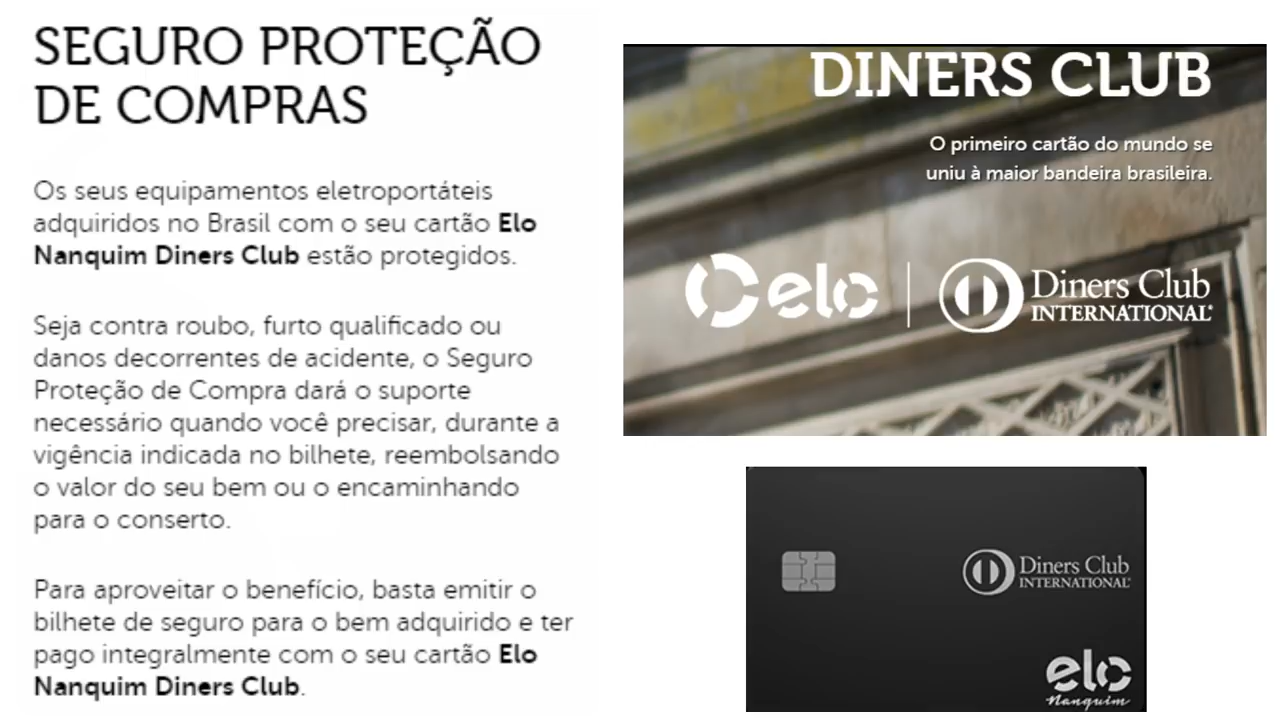 SEGURO PROTEÇÃO
DE COMPRAS
Os seus equipamentos eletroportáteis
adquiridos no Brasil com o seu cartão Elo
Nanquim Diners Club estão protegidos.
Seja contra roubo, furto qualificado ou
danos decorrentes de acidente, o Seguro
Proteção de Compra dará o suporte
necessário quando você precisar, durante a
vigência indicada no bilhete, reembolsando
o valor do seu bem ou o encaminhando
para o conserto.
Para aproveitar o benefício, basta emitir o
bilhete de seguro para o bem adquirido e ter
pago integralmente com o seu cartão Elo
Nanquim Diners Club.
DINERS CLUB
O primeiro cartão do mundo se
uniu à maior bandeira brasileira.
elo
Diners Club
INTERNATIONAL®
Diners Club
INTERNATIONAL®
elo
Nanquim